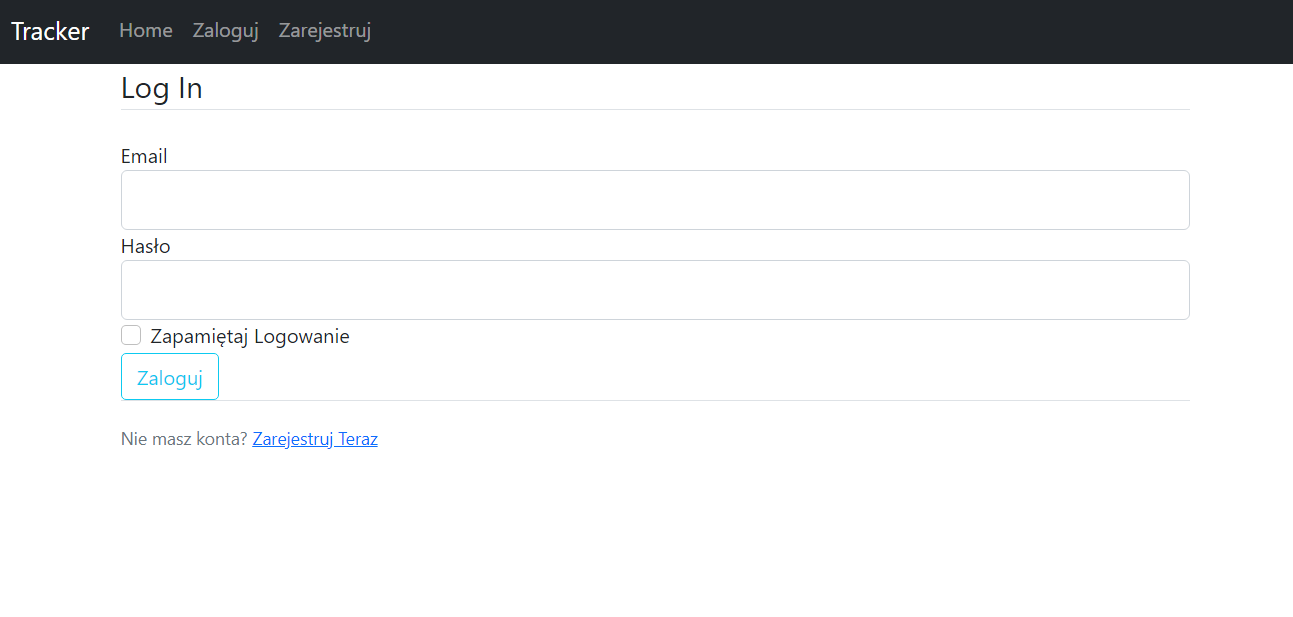 Tracker Home Zaloguj Zarejestruj
Log In
Email
Hasło
Zapamiętaj Logowanie
Zaloguj
Nie masz konta? Zarejestruj Teraz